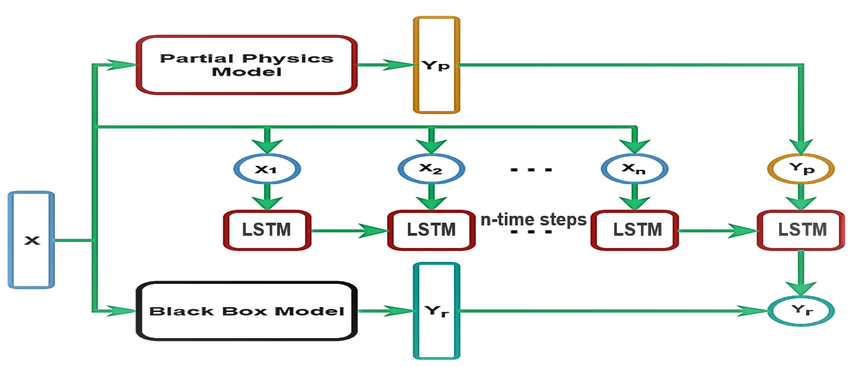 Partial Physics
Model
Yp
x1
x2
- - -
xn
Yp
x
LSTM
LSTM
n-time steps
- - -
LSTM
LSTM
Black Box Model
Yr
Yr